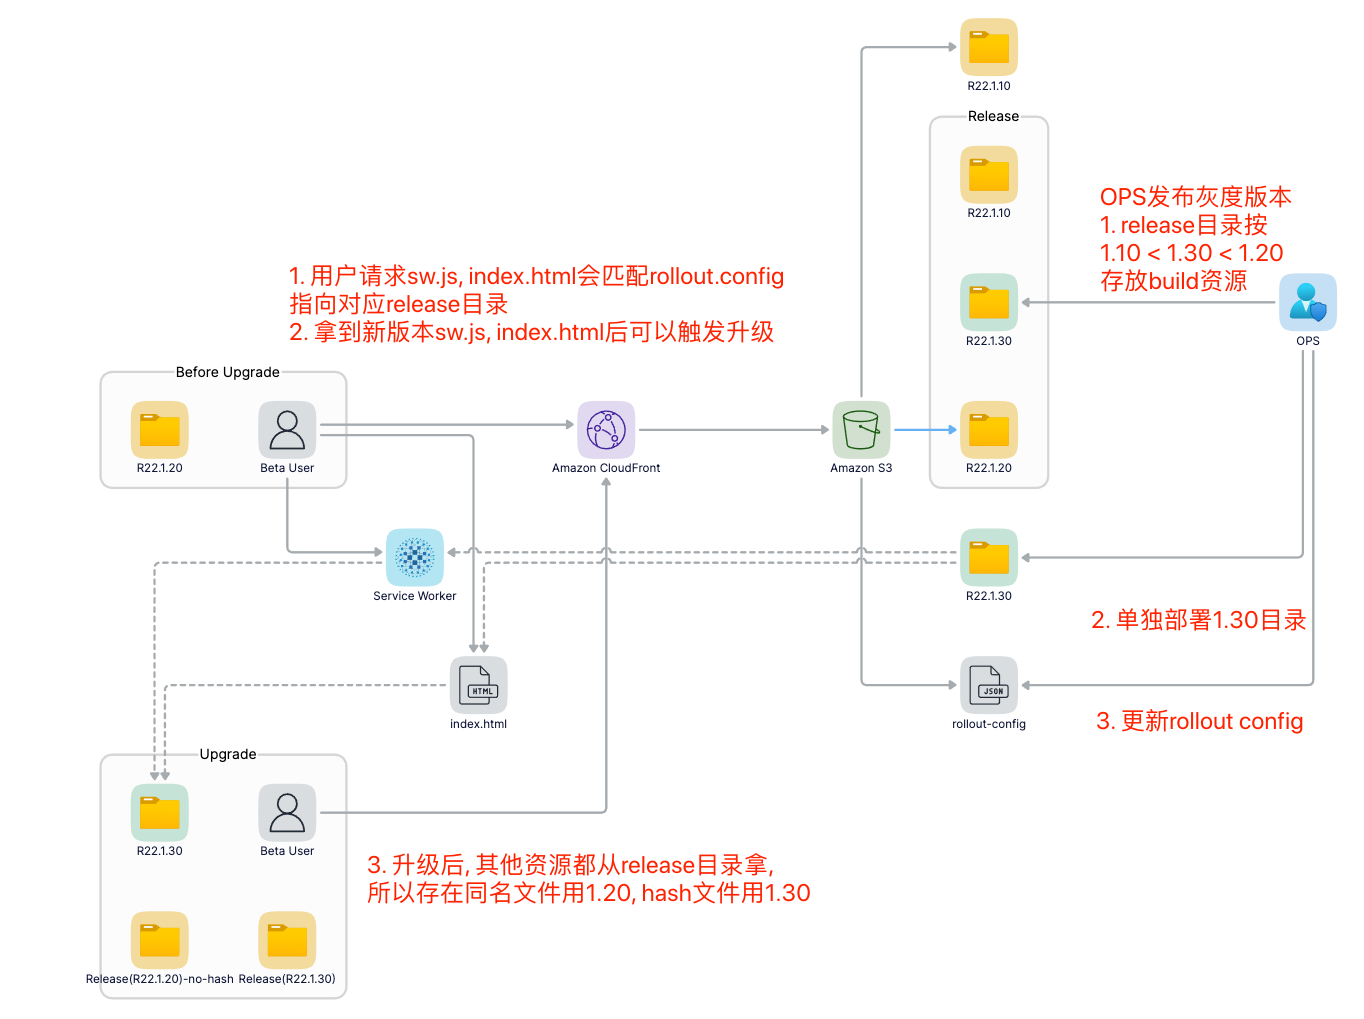 R22.1.10
Release
R22.1.10
OPS发布灰度版本
1. release目录按
1.10 < 1.30 < 1.20
存放build资源
R22.1.30
OPS
1. 用户请求sw.js, index.html会匹配rollout.config
指向对应release目录
2. 拿到新版本sw.js, index.html后可以触发升级
Before Upgrade
R22.1.20
Beta User
Amazon CloudFront
Amazon S3
R22.1.20
Service Worker
R22.1.30
2. 单独部署1.30目录
HTML
index.html
JSON
rollout-config
3. 更新rollout config
Upgrade
R22.1.30
Beta User
3. 升级后, 其他资源都从release目录拿,
所以存在同名文件用1.20, hash文件用1.30
Release(R22.1.20)-no-hash
Release(R22.1.30)